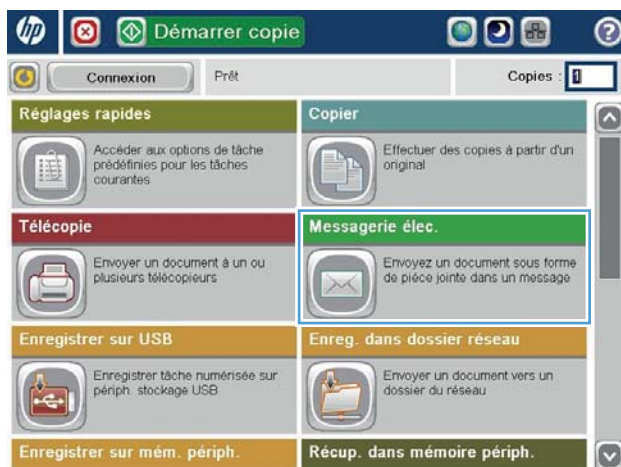 hp Démarrer copie ?
Connexion Prêt Copies : 1
Réglages rapides
Accéder aux options de tâche
prédéfinies pour les tâches
courantes
Copier
Effectuer des copies à partir d'un
original
Télécopie
Envoyer un document à un ou
plusieurs télécopieurs
Messagerie élec.
Envoyez un document sous forme
de pièce jointe dans un message
Enregistrer sur USB
Enregistrer tâche numérisée sur
périph. stockage USB
Enreg. dans dossier réseau
Envoyer un document vers un
dossier du réseau
Enregistrer sur mém. périph.
Récup. dans mémoire périph.